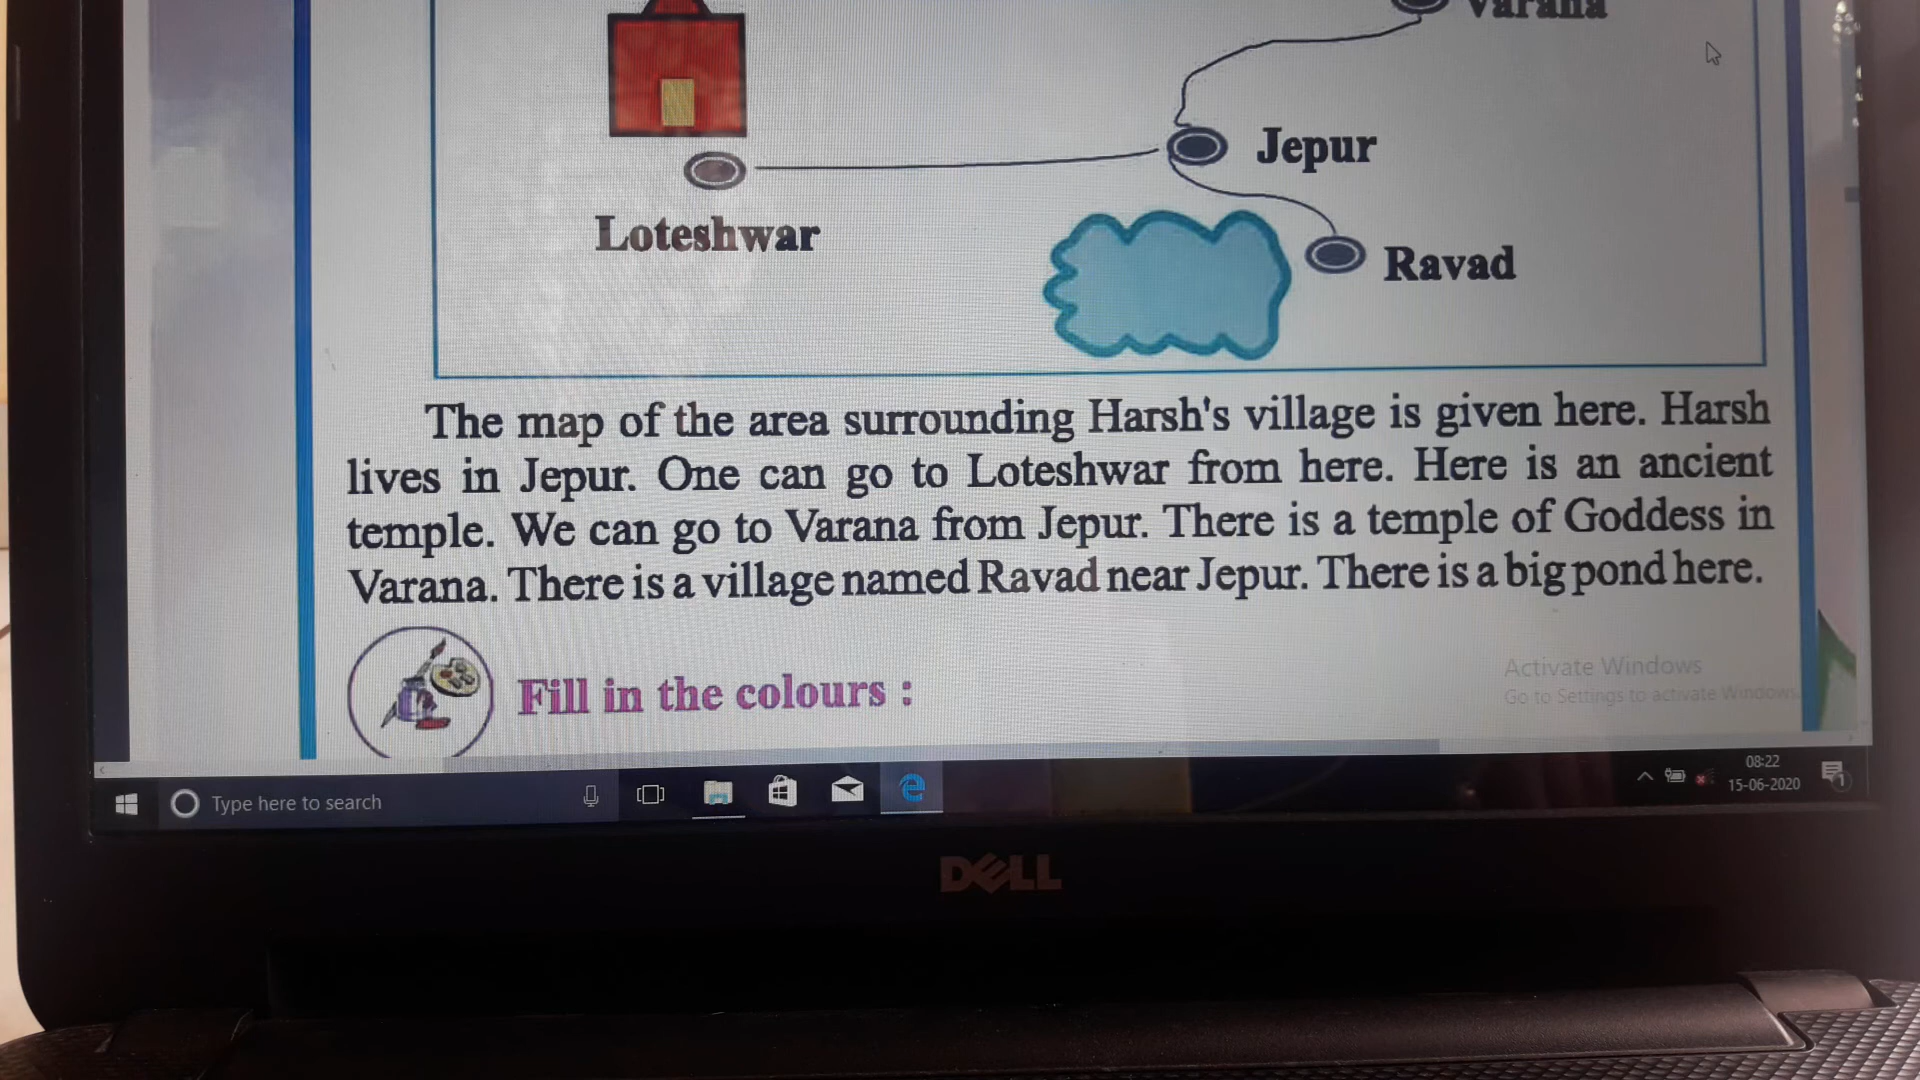 Varana
Jepur
Loteshwar
Ravad
The map of the area surrounding Harsh's village is given here. Harsh
lives in Jepur. One can go to Loteshwar from here. Here is an ancient
temple. We can go to Varana from Jepur. There is a temple of Goddess in
Varana. There is a village named Ravad near Jepur. There is a big pond here.
Fill in the colours :
Activate Windows
Go to Settings to activate Windows.
Type here to search
08:22
15-06-2020
1
DELL